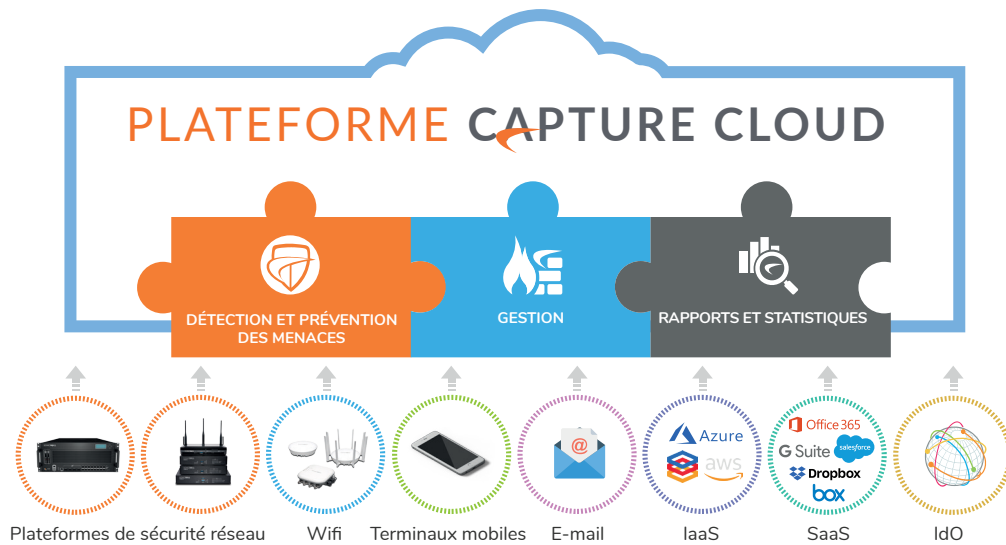 PLATEFORME CAPTURE CLOUD
DÉTECTION ET PRÉVENTION
DES MENACES
GESTION
RAPPORTS ET STATISTIQUES
@
Azure
aws
Office 365
G Suite
salesforce
Dropbox
box
Plateformes de sécurité réseau
Wifi
Terminaux mobiles
E-mail
IaaS
SaaS
IdO